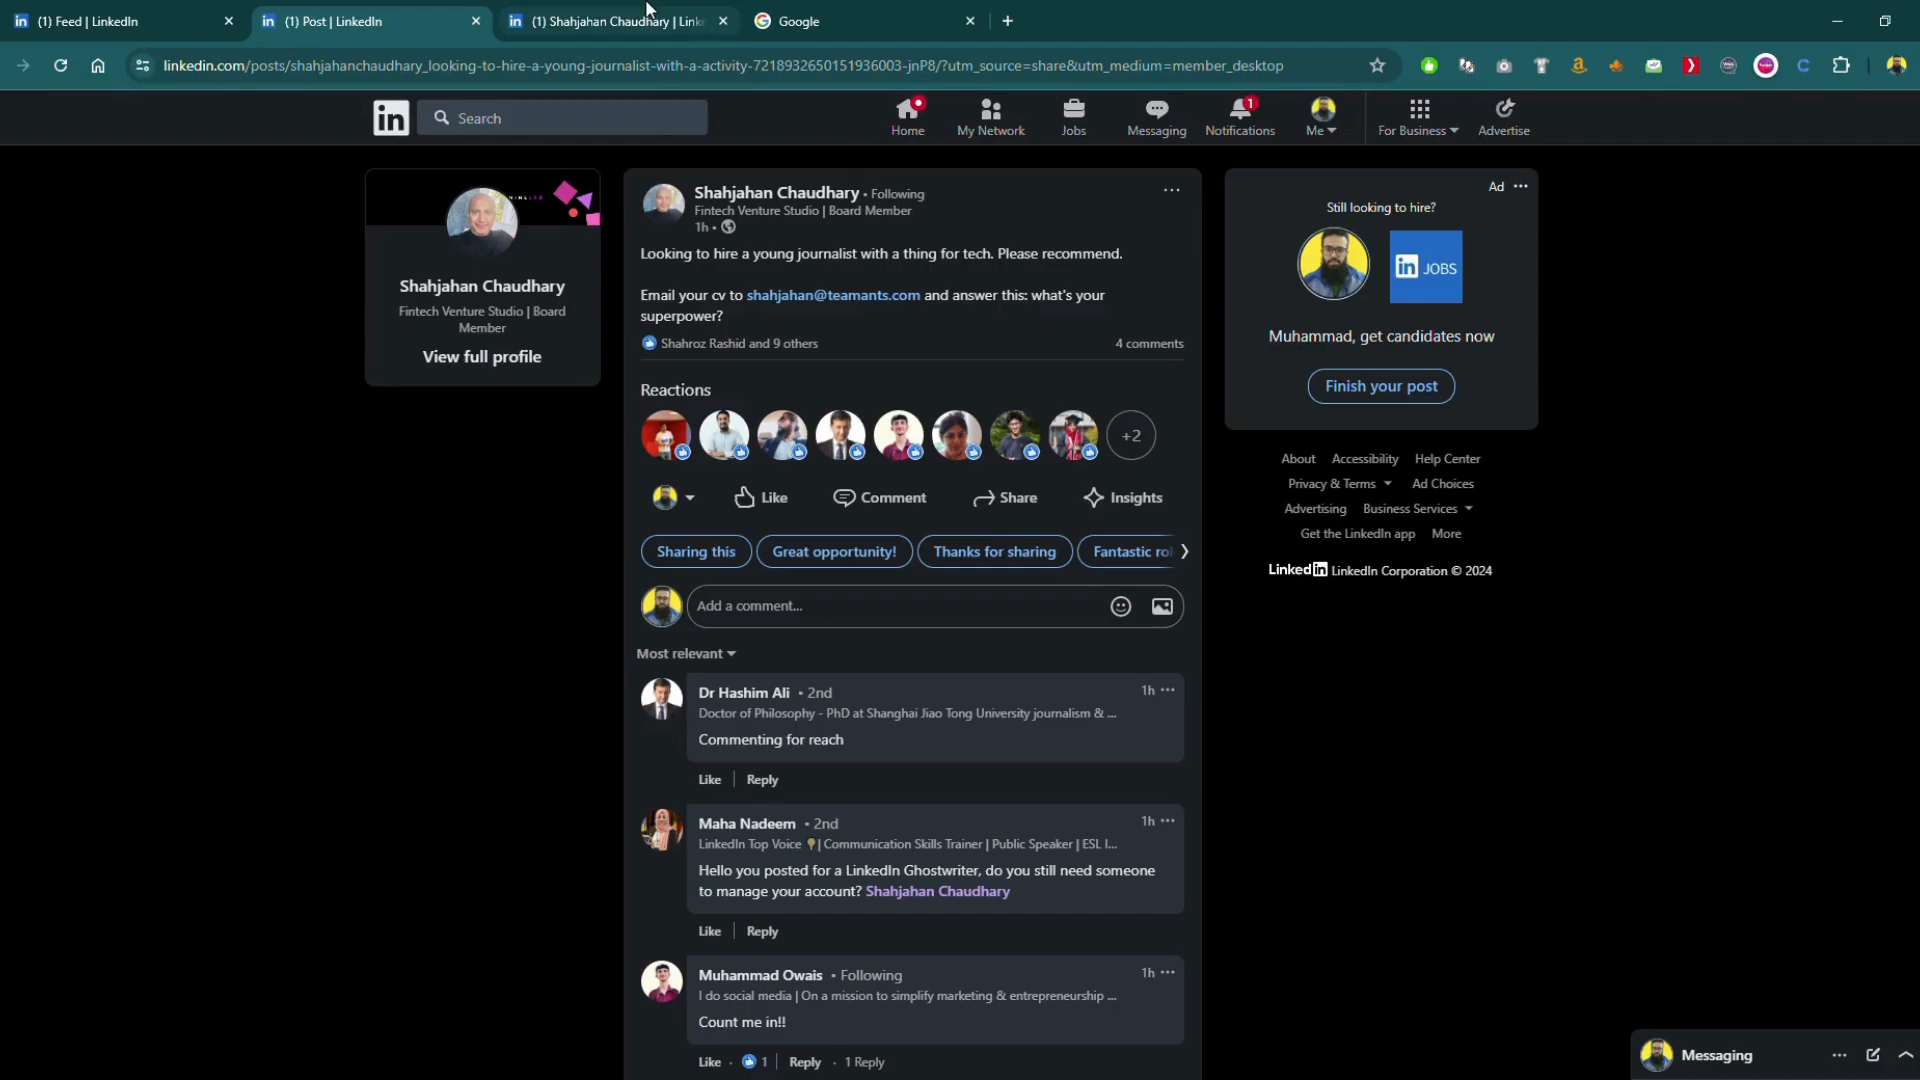 (1) Feed | LinkedIn
(1) Post | LinkedIn
(1) Shahjahan Chaudhary | Link
Google
linkedin.com/posts/shahjahanchaudhary_looking-to-hire-a-young-journalist-with-a-activity-7218932650151936003-jnP8/?utm_source=share&utm_medium=member_desktop
in
Search
Home
My Network
Jobs
Messaging
1
Notifications
Me
For Business
Advertise
Shahjahan Chaudhary
Fintech Venture Studio | Board
Member
View full profile
Shahjahan Chaudhary • Following
Fintech Venture Studio | Board Member
1h •
Looking to hire a young journalist with a thing for tech. Please recommend.
Email your cv to shahjahan@teamants.com and answer this: what's your
superpower?
Shahroz Rashid and 9 others
4 comments
Reactions
+2
Like
Comment
Share
Insights
Sharing this
Great opportunity!
Thanks for sharing
Fantastic rol
Add a comment...
Most relevant
Dr Hashim Ali • 2nd
1h
Doctor of Philosophy - PhD at Shanghai Jiao Tong University journalism & ...
Commenting for reach
Like
Reply
Maha Nadeem • 2nd
1h
LinkedIn Top Voice | Communication Skills Trainer | Public Speaker | ESL I...
Hello you posted for a LinkedIn Ghostwriter, do you still need someone
to manage your account? Shahjahan Chaudhary
Like
Reply
Muhammad Owais • Following
1h
I do social media | On a mission to simplify marketing & entrepreneurship ...
Count me in!!
Like · 1
Reply · 1 Reply
Ad
Still looking to hire?
in JOBS
Muhammad, get candidates now
Finish your post
About
Accessibility
Help Center
Privacy & Terms
Ad Choices
Advertising
Business Services
Get the LinkedIn app
More
LinkedIn LinkedIn Corporation © 2024
Messaging